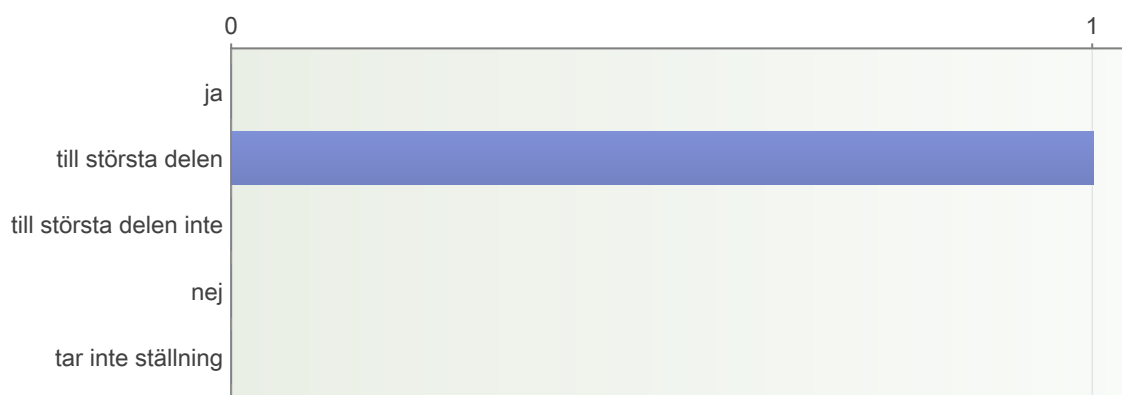 0 1
ja
till största delen
till största delen inte
nej
tar inte ställning